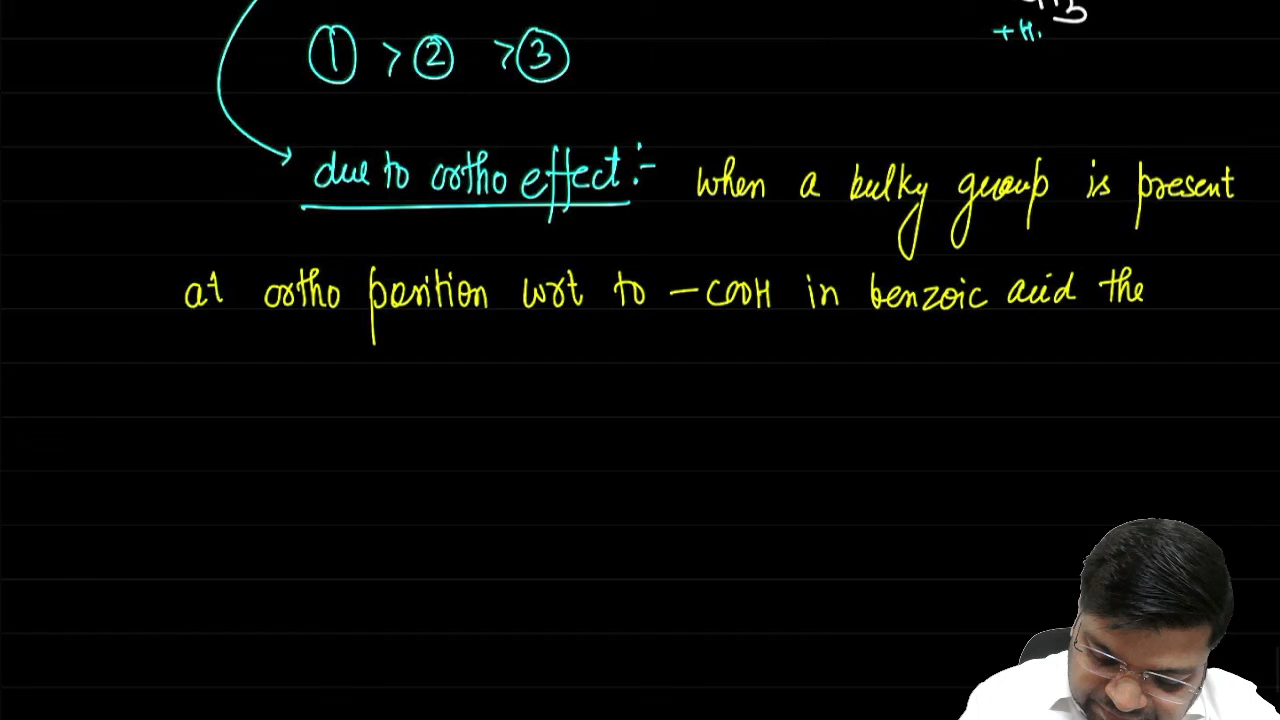 +H.
① > ② > ③
due to ortho effect :- when a bulky group is present
at ortho position wrt to -COOH in benzoic acid the